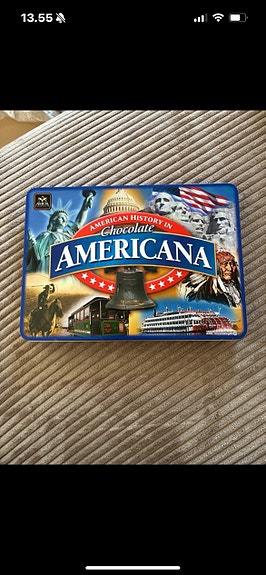 13.55
AMERICAN HISTORY IN
Chocolate
AMERICANA